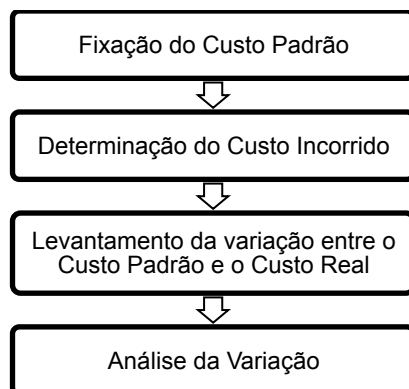 Fixação do Custo Padrão
Determinação do Custo Incorrido
Levantamento da variação entre o
Custo Padrão e o Custo Real
Análise da Variação